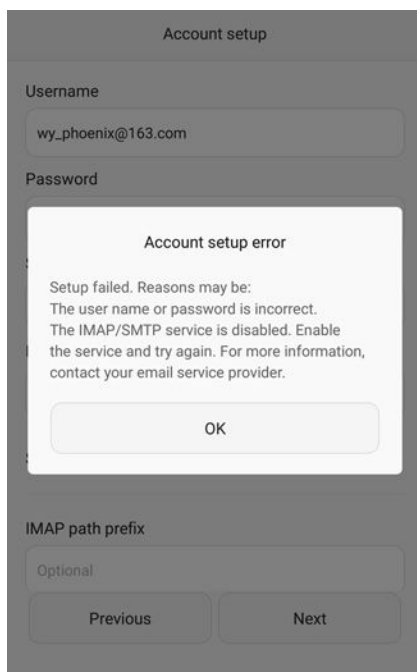 Account setup
Username
wy_phoenix@163.com
Password
Account setup error
Setup failed. Reasons may be:
The user name or password is incorrect.
The IMAP/SMTP service is disabled. Enable
the service and try again. For more information,
contact your email service provider.
OK
IMAP path prefix
Optional
Previous
Next